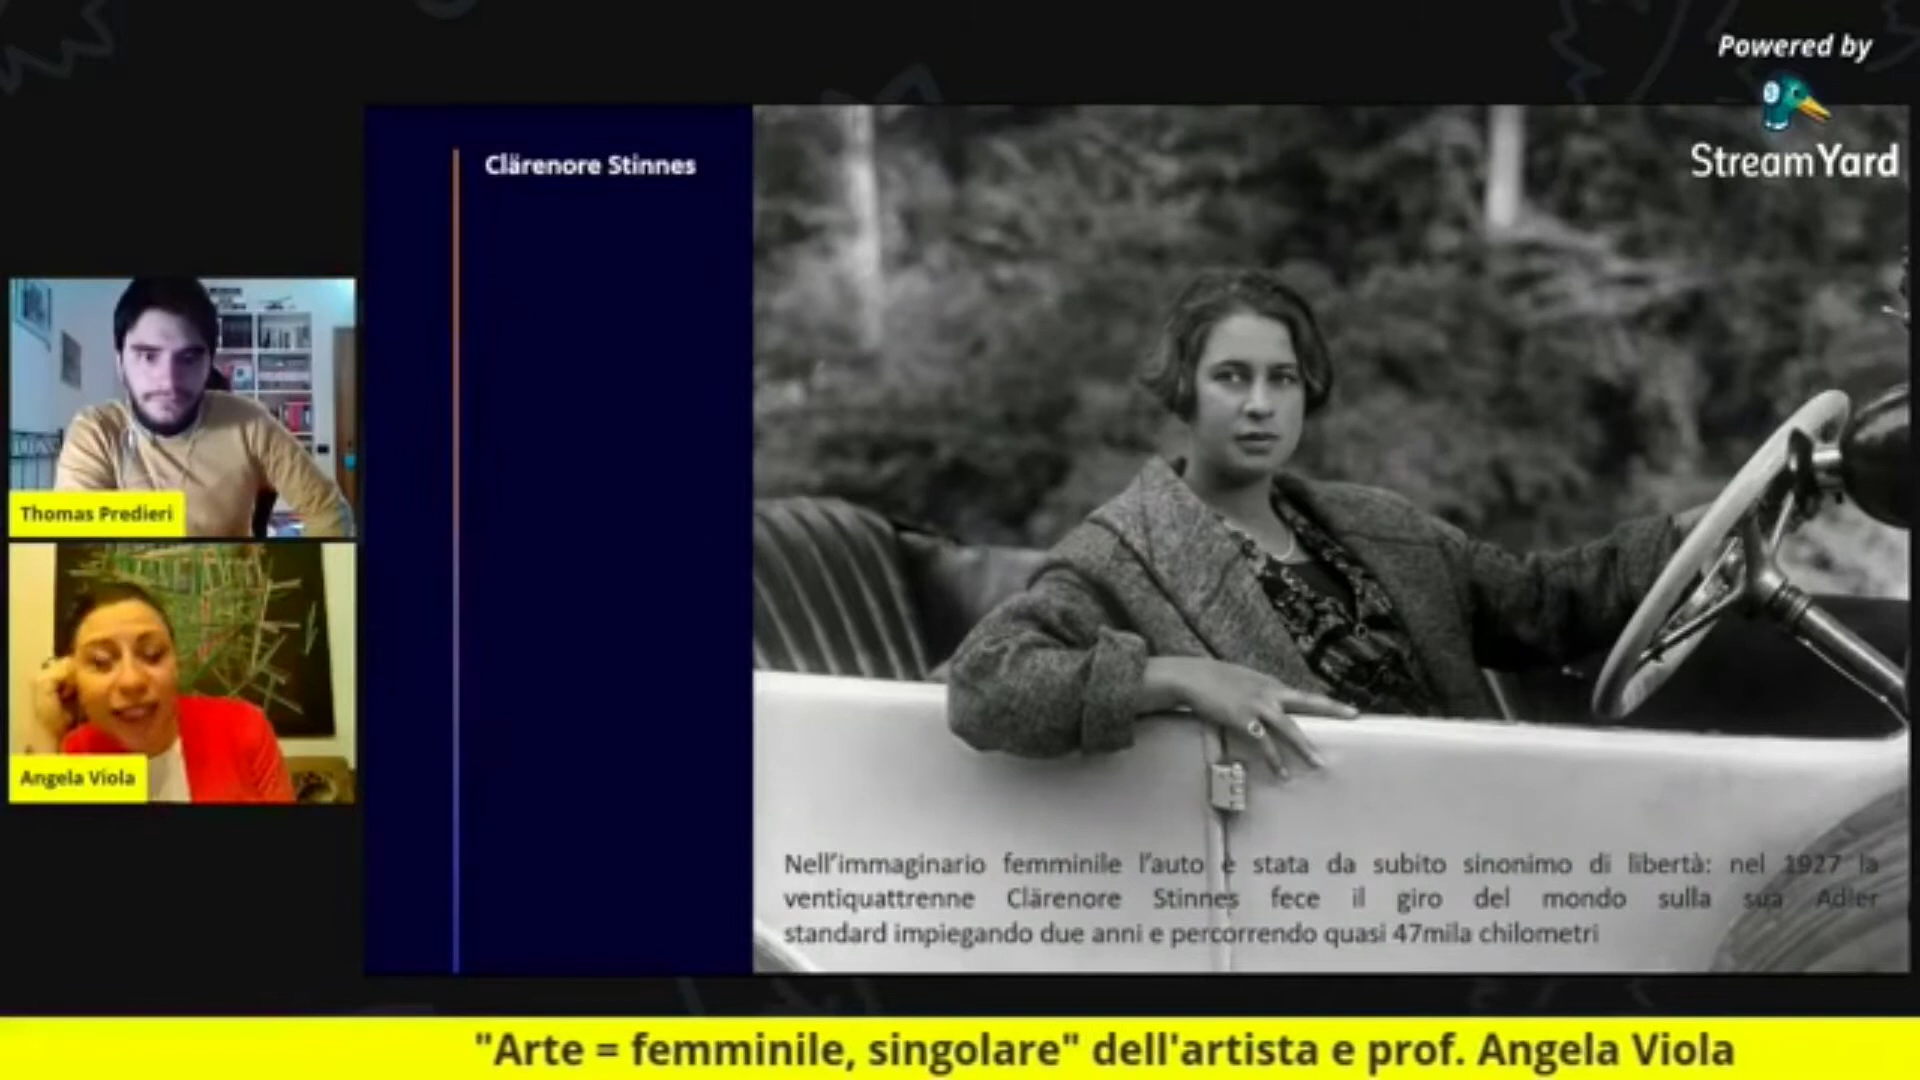 Powered by
StreamYard
Clärenore Stinnes
Thomas Predieri
Angela Viola
Nell'immaginario femminile l'auto è stata da subito sinonimo di libertà: nel 1927 la
ventiquattrenne Clärenore Stinnes fece il giro del mondo sulla sua Adler
standard impiegando due anni e percorrendo quasi 47mila chilometri
"Arte = femminile, singolare" dell'artista e prof. Angela Viola